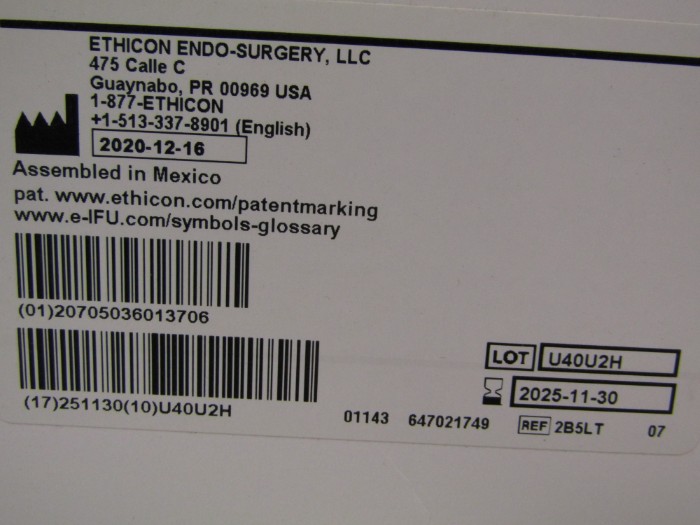 ETHICON ENDO-SURGERY, LLC
475 Calle C
Guaynabo, PR 00969 USA
1-877-ETHICON
+1-513-337-8901 (English)
2020-12-16
Assembled in Mexico
pat. www.ethicon.com/patentmarking
www.e-IFU.com/symbols-glossary
(01)20705036013706
(17)251130(10)U40U2H
LOT U40U2H
2025-11-30
01143 647021749 REF 2B5LT 07